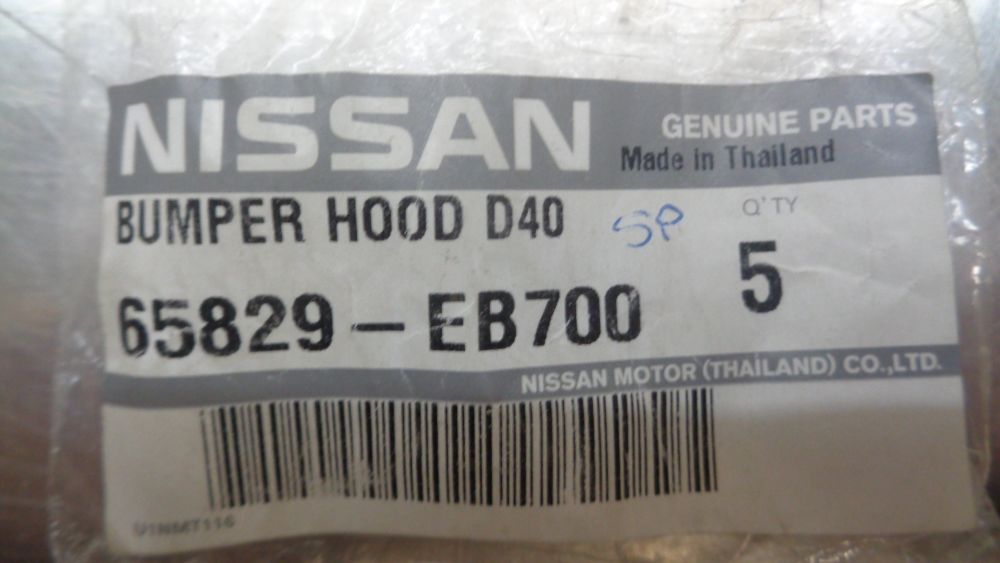 NISSAN
GENUINE PARTS
Made in Thailand
BUMPER HOOD D40
SP
Q'TY
65829-EB700
5
NISSAN MOTOR (THAILAND) CO.,LTD.